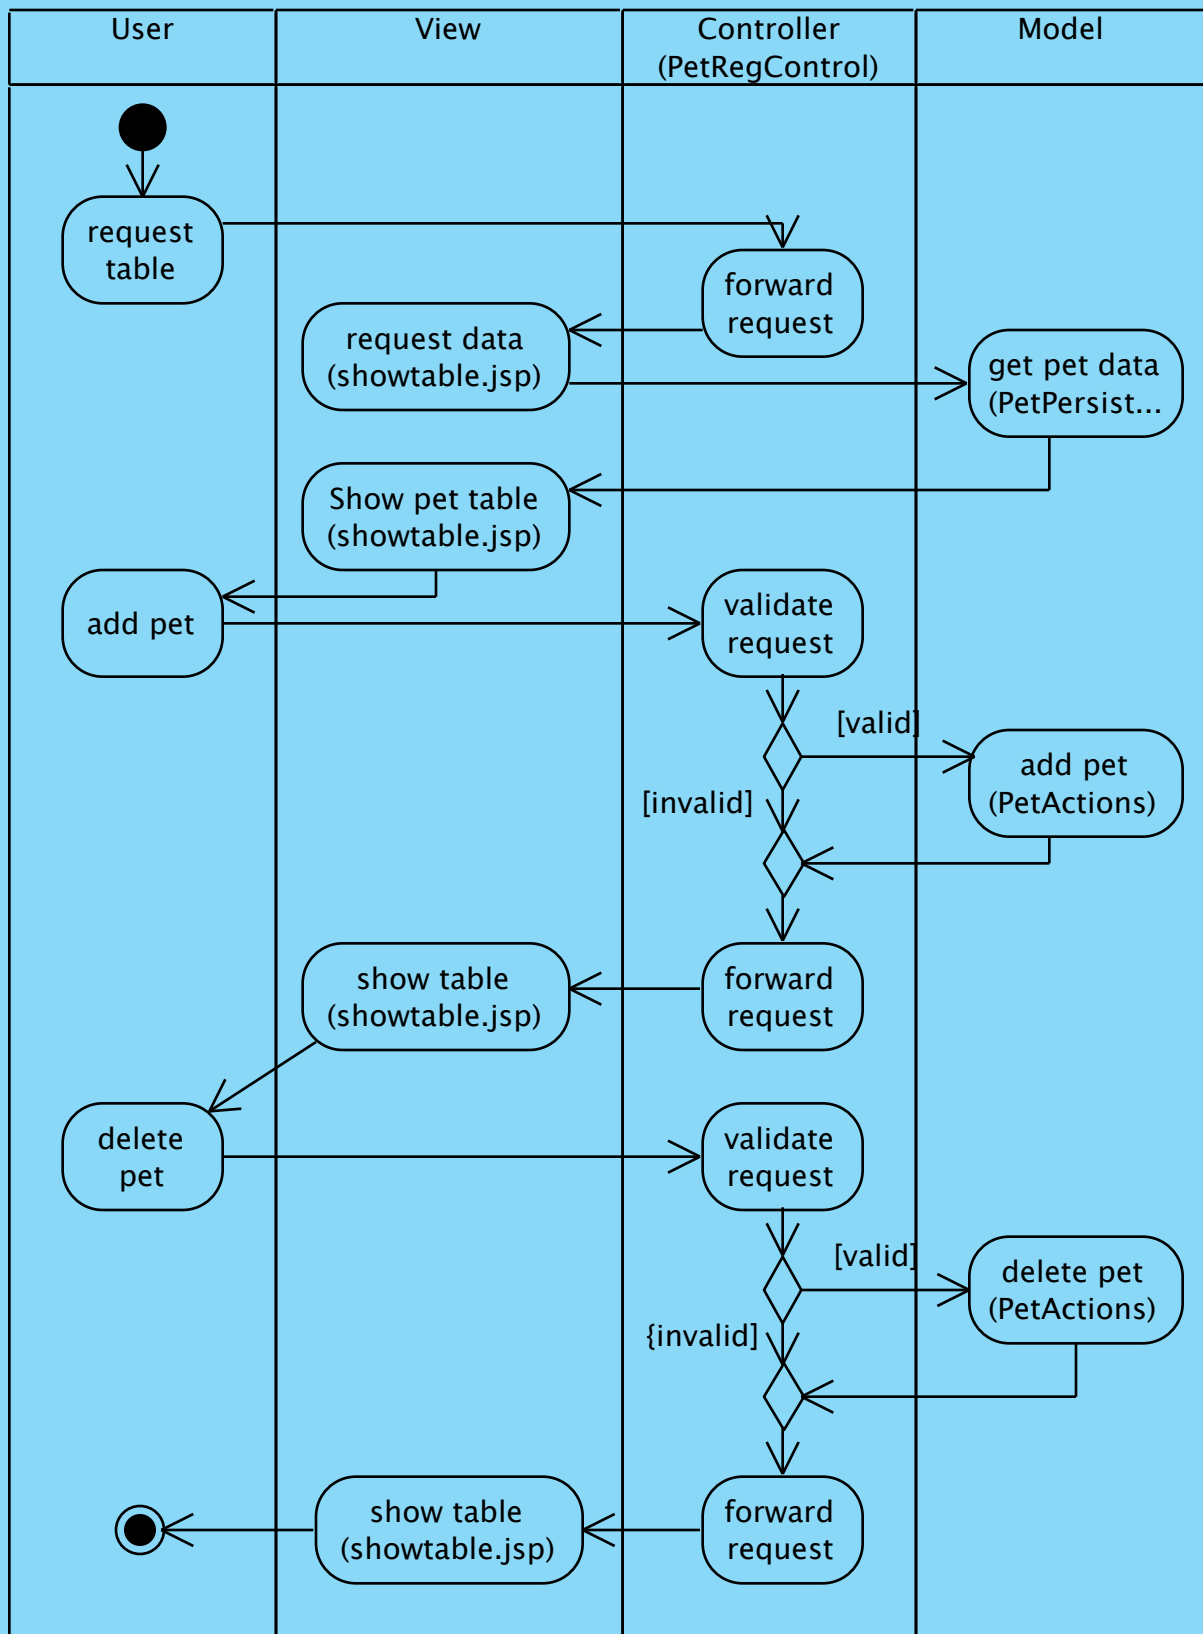 User
View
Controller
(PetRegControl)
Model
request
table
forward
request
request data
(showtable.jsp)
get pet data
(PetPersist...
Show pet table
(showtable.jsp)
add pet
validate
request
[valid]
add pet
(PetActions)
[invalid]
show table
(showtable.jsp)
forward
request
delete
pet
validate
request
[valid]
delete pet
(PetActions)
{invalid]
show table
(showtable.jsp)
forward
request